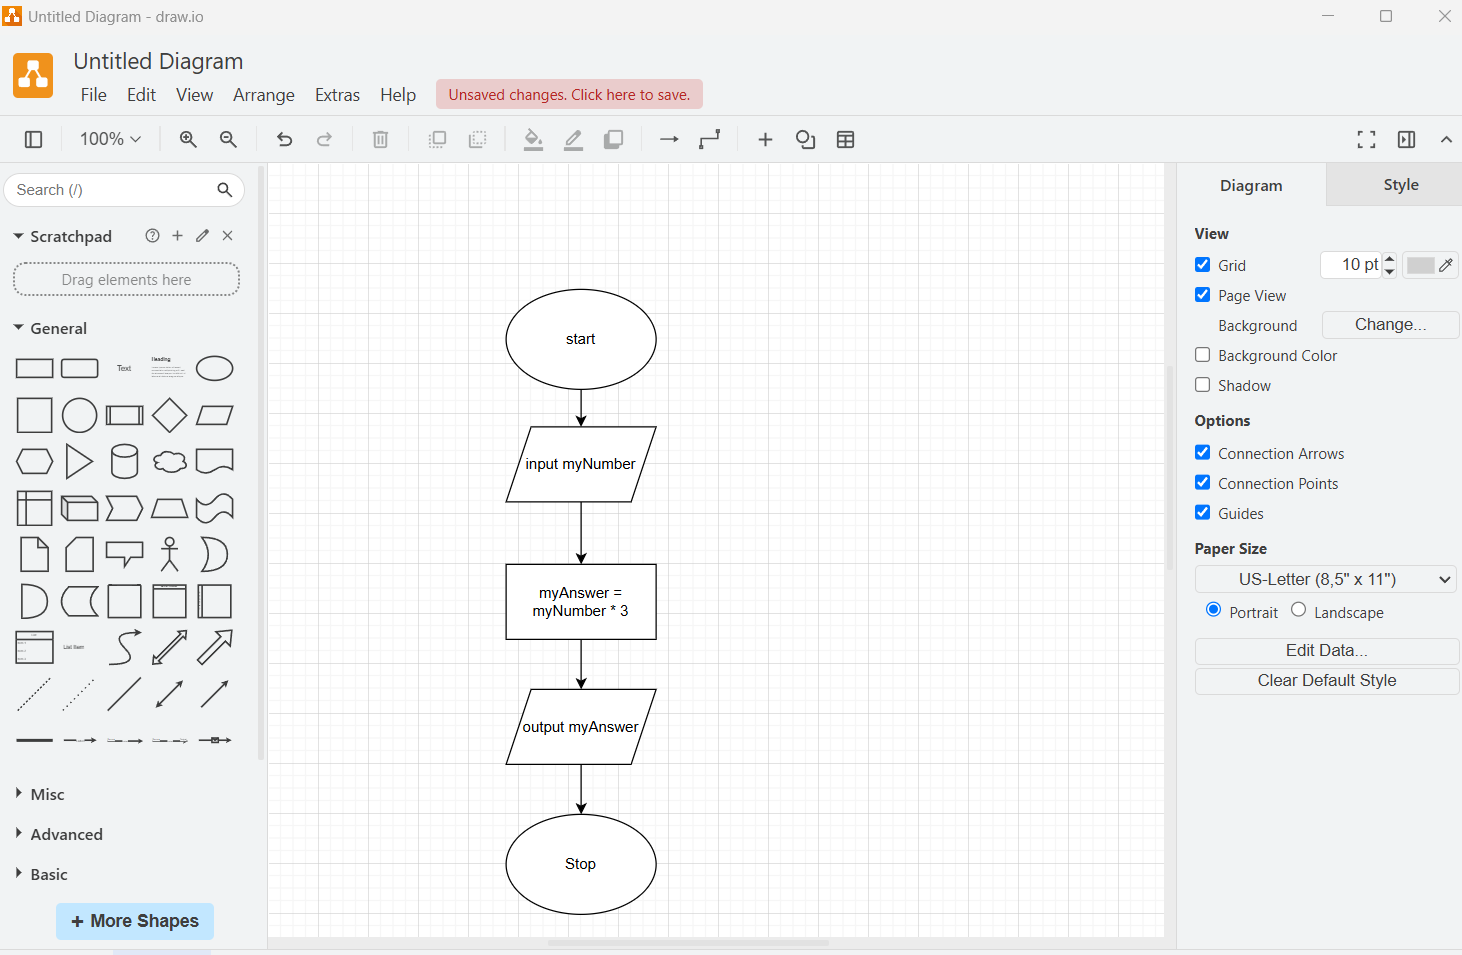 Untitled Diagram - draw.io
Untitled Diagram
File Edit View Arrange Extras Help Unsaved changes. Click here to save.
100%
Search (/)
Scratchpad
Drag elements here
General
Text
Heading
List Item
Misc
Advanced
Basic
+ More Shapes
start
input myNumber
myAnswer =
myNumber * 3
output myAnswer
Stop
Diagram Style
View
Grid 10 pt
Page View
Background Change...
Background Color
Shadow
Options
Connection Arrows
Connection Points
Guides
Paper Size
US-Letter (8,5" x 11")
Portrait Landscape
Edit Data...
Clear Default Style